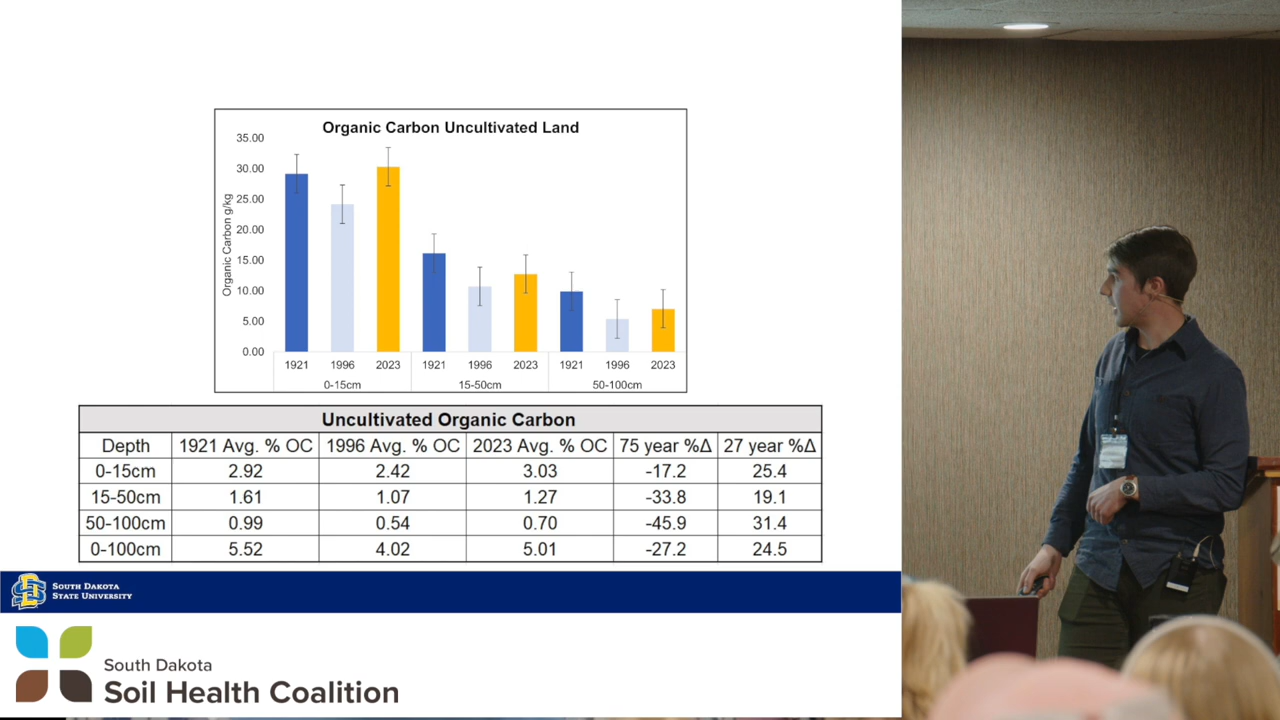 Organic Carbon Uncultivated Land
Organic Carbon g/kg
35.00
30.00
25.00
20.00
15.00
10.00
5.00
0.00
1921 1996 2023 1921 1996 2023 1921 1996 2023
0-15cm 15-50cm 50-100cm
Uncultivated Organic Carbon
Depth 1921 Avg. % OC 1996 Avg. % OC 2023 Avg. % OC 75 year %Δ 27 year %Δ
0-15cm 2.92 2.42 3.03 -17.2 25.4
15-50cm 1.61 1.07 1.27 -33.8 19.1
50-100cm 0.99 0.54 0.70 -45.9 31.4
0-100cm 5.52 4.02 5.01 -27.2 24.5
South Dakota
State University
South Dakota
Soil Health Coalition